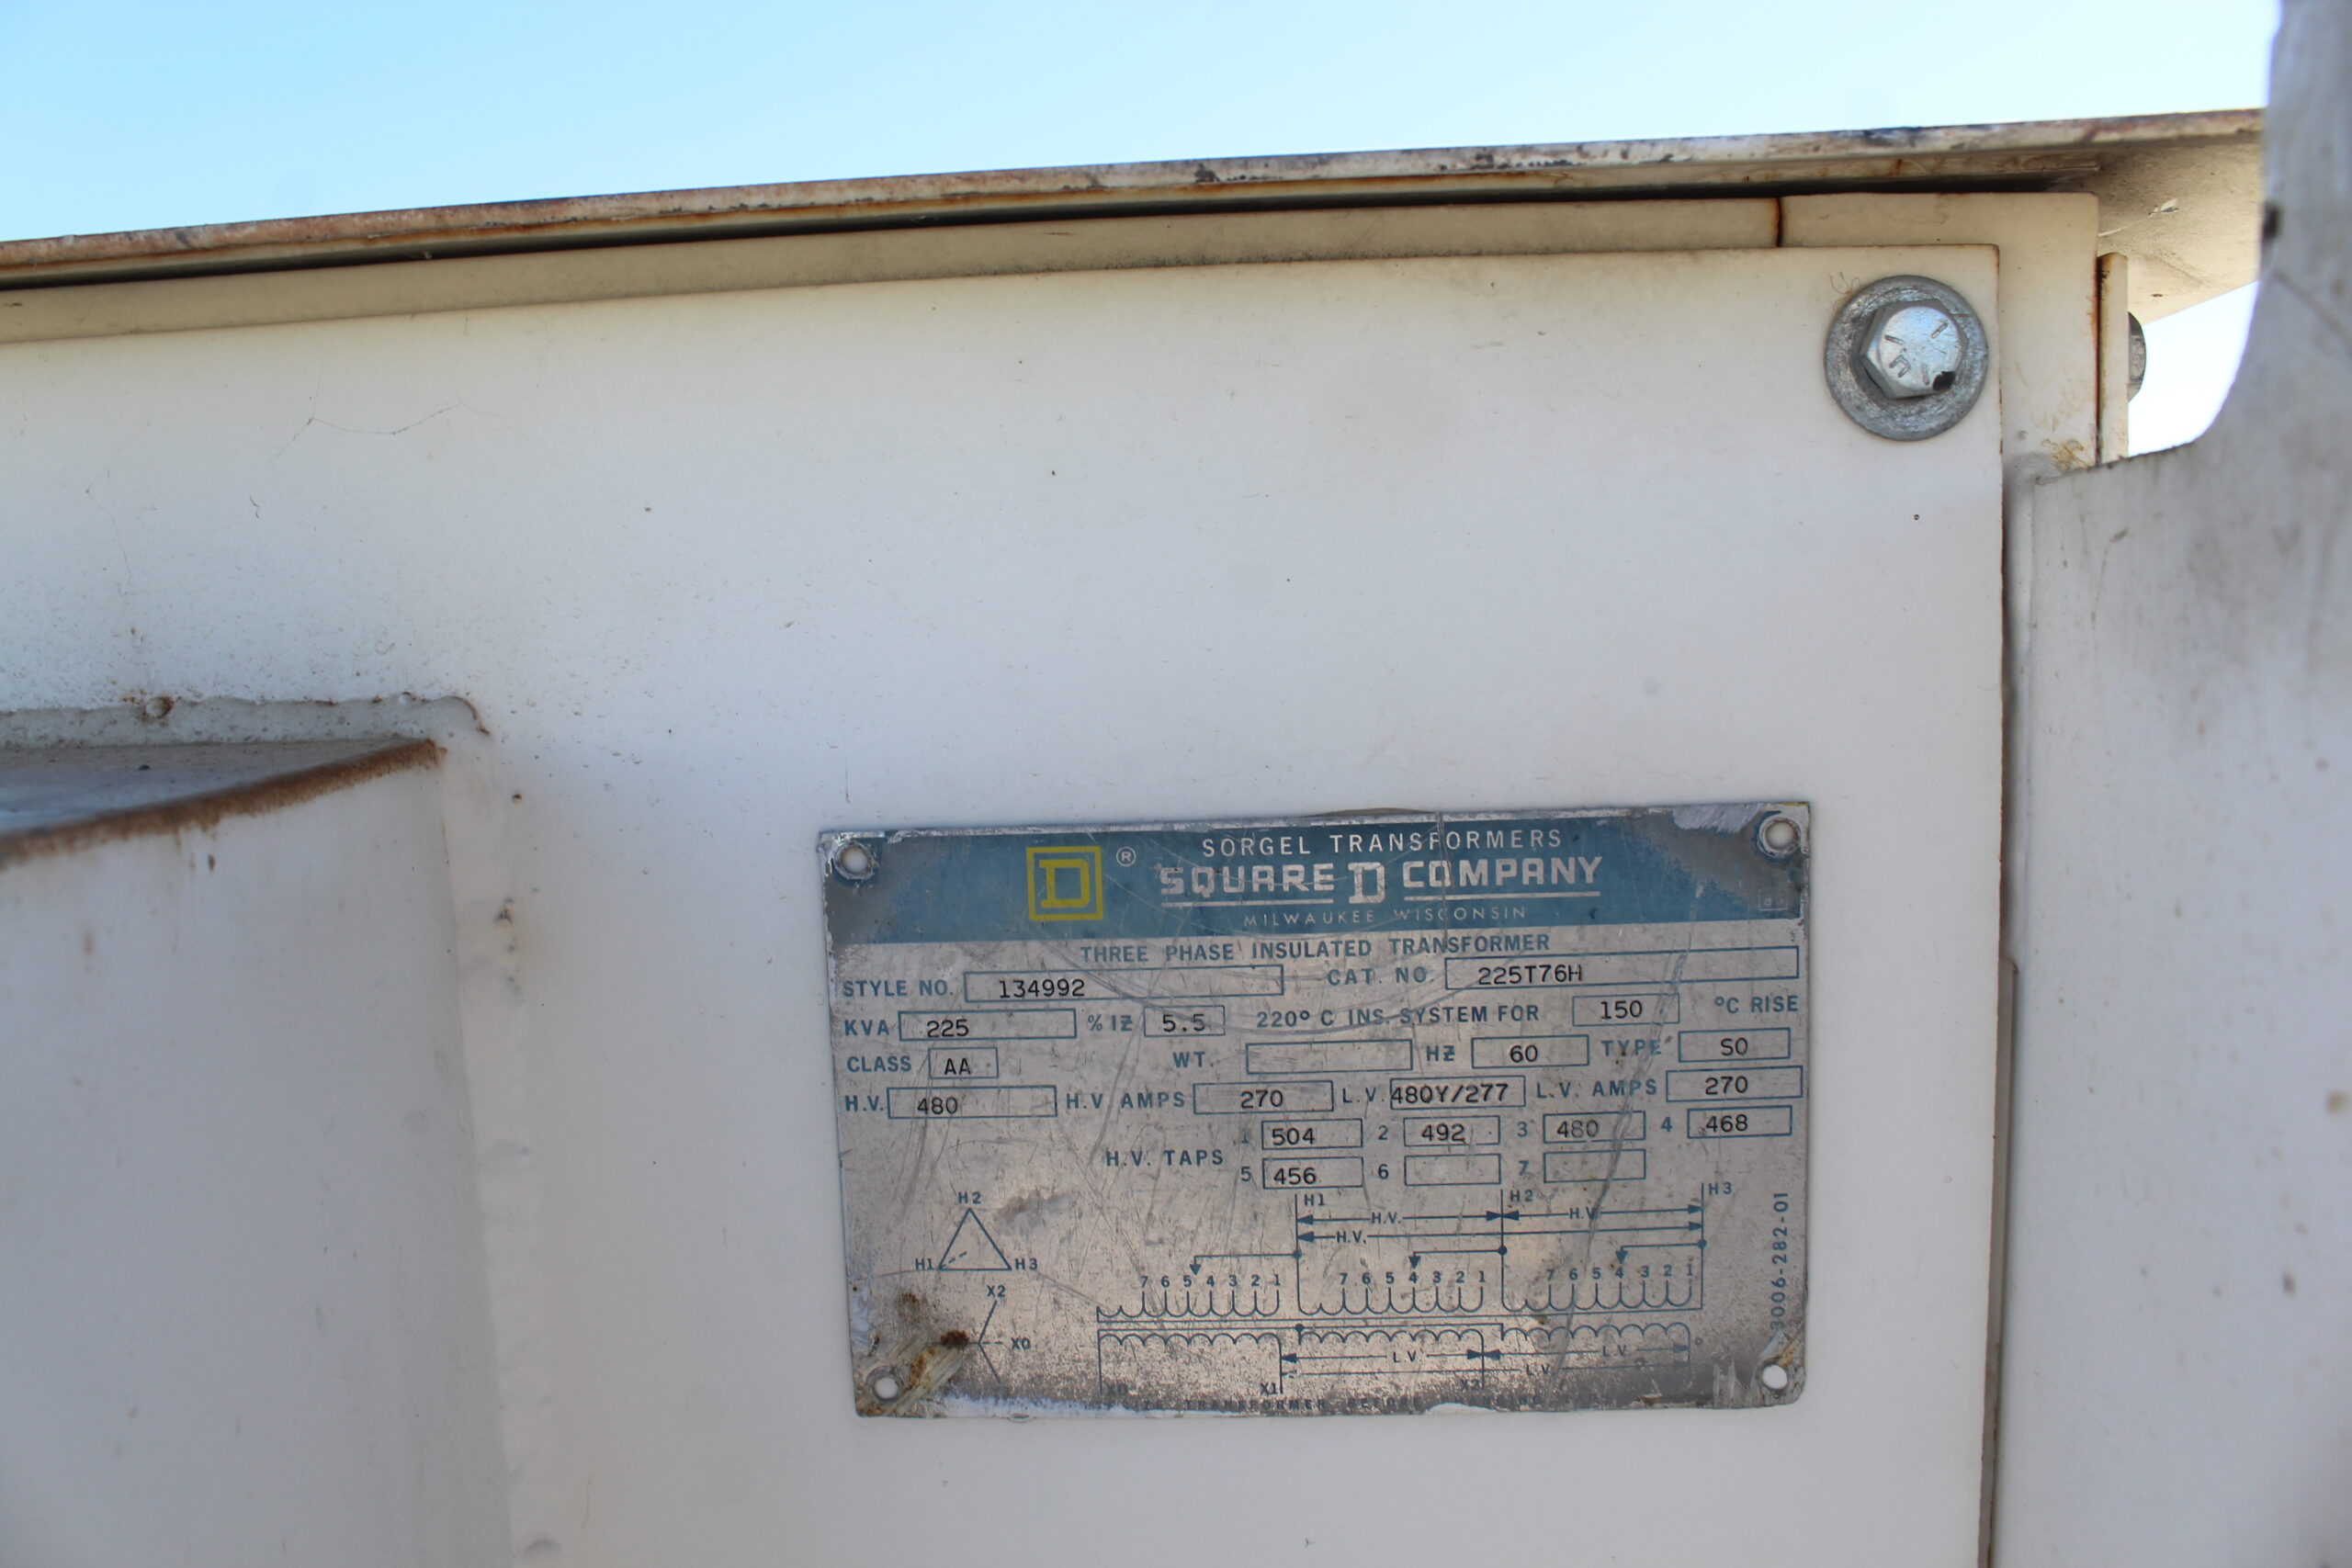 SORGEL TRANSFORMERS
D ® SQUARE D COMPANY
MILWAUKEE WISCONSIN
THREE PHASE INSULATED TRANSFORMER
STYLE NO. 134992 CAT. NO. 225T76H
KVA 225 % IZ 5.5 220° C INS. SYSTEM FOR 150 °C RISE
CLASS AA WT. HZ 60 TYPE SO
H.V. 480 H.V. AMPS 270 L.V. 480Y/277 L.V. AMPS 270
H.V. TAPS 1 504 2 492 3 480 4 468
5 456 6 7
H2 H1 H2 H3
H.V. H.V.
H.V.
H1 H3
7 6 5 4 3 2 1 7 6 5 4 3 2 1 7 6 5 4 3 2 1
X2
X0
L.V. L.V.
L.V.
X0 X1 X2
TRANSFORMER BEFORE
3006-282-01